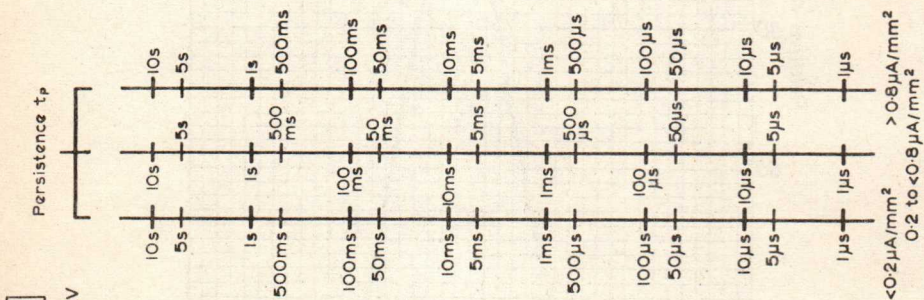 Persistence tp
V
10s 10s 10s
5s 5s 5s
1s 1s 1s
500ms 500 ms 500ms
100ms 100 ms 100ms
50ms 50 ms 50ms
10ms 10ms 10ms
5ms 5ms 5ms
1ms 1ms 1ms
500µs 500 µs 500µs
100µs 100 µs 100µs
50µs 50µs 50µs
10µs 10µs 10µs
5µs 5µs 5µs
1µs 1µs 1µs
<0·2µA/mm² >0·8µA/mm²
0·2 to <0·8µA/mm²